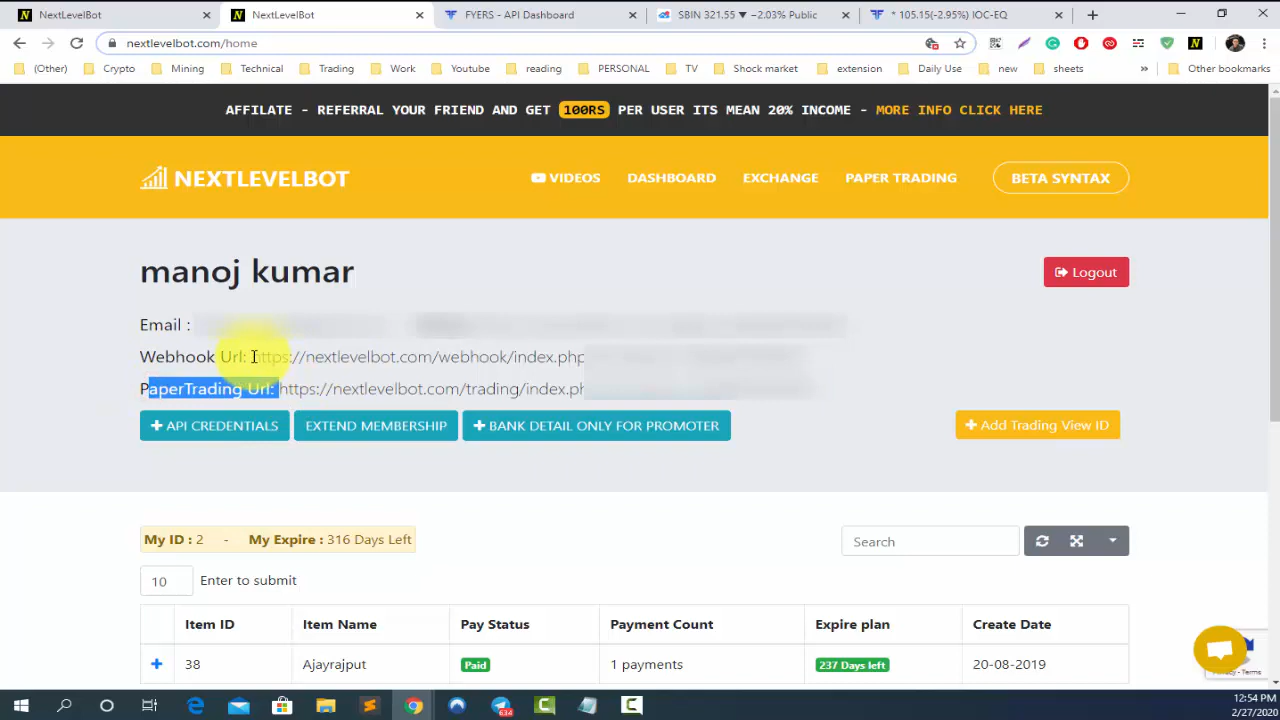 NextLevelBot
NextLevelBot
FYERS - API Dashboard
SBIN 321.55 ▼ −2.03% Public
* 105.15(-2.95%) IOC-EQ
nextlevelbot.com/home
(Other)
Crypto
Mining
Technical
Trading
Work
Youtube
reading
PERSONAL
TV
Shock market
extension
Daily Use
new
sheets
»
Other bookmarks
AFFILATE - REFERRAL YOUR FRIEND AND GET 100RS PER USER ITS MEAN 20% INCOME - MORE INFO CLICK HERE
NEXTLEVELBOT
VIDEOS
DASHBOARD
EXCHANGE
PAPER TRADING
BETA SYNTAX
manoj kumar
Logout
Email :
Webhook Url: https://nextlevelbot.com/webhook/index.php
PaperTrading Url: https://nextlevelbot.com/trading/index.ph
+ API CREDENTIALS
EXTEND MEMBERSHIP
+ BANK DETAIL ONLY FOR PROMOTER
+ Add Trading View ID
My ID : 2 - My Expire : 316 Days Left
Search
10
Enter to submit
Item ID
Item Name
Pay Status
Payment Count
Expire plan
Create Date
38
Ajayrajput
Paid
1 payments
237 Days left
20-08-2019
Privacy - Terms
634
12:54 PM
2/27/2020